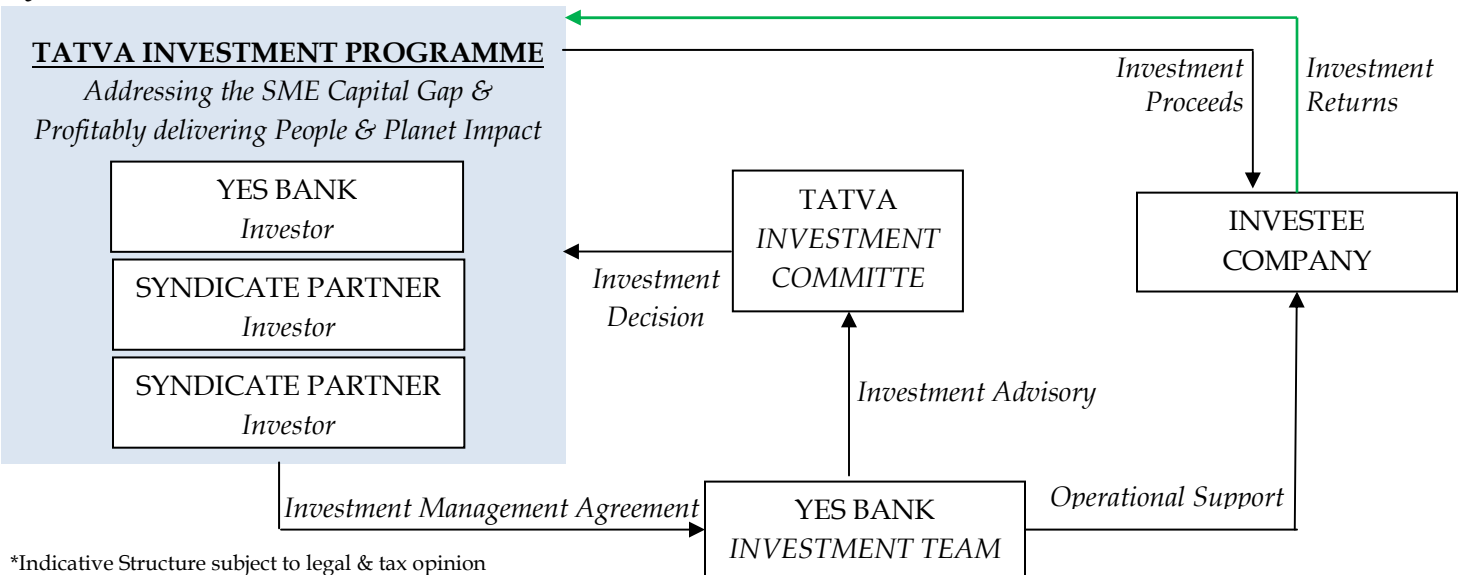 TATVA INVESTMENT PROGRAMME
Addressing the SME Capital Gap &
Profitably delivering People & Planet Impact
YES BANK
Investor
SYNDICATE PARTNER
Investor
SYNDICATE PARTNER
Investor
Investment
Decision
TATVA
INVESTMENT
COMMITTE
Investment
Proceeds
Investment
Returns
INVESTEE
COMPANY
Investment Advisory
Investment Management Agreement
YES BANK
INVESTMENT TEAM
Operational Support
*Indicative Structure subject to legal & tax opinion